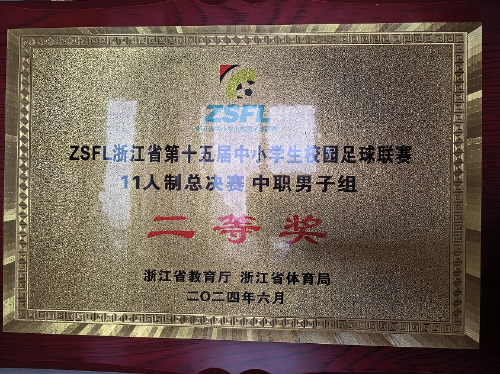 ZSFL
ZSFL浙江省第十五届中小学生校园足球联赛
11人制总决赛 中职男子组
二等奖
浙江省教育厅 浙江省体育局
二〇二四年六月